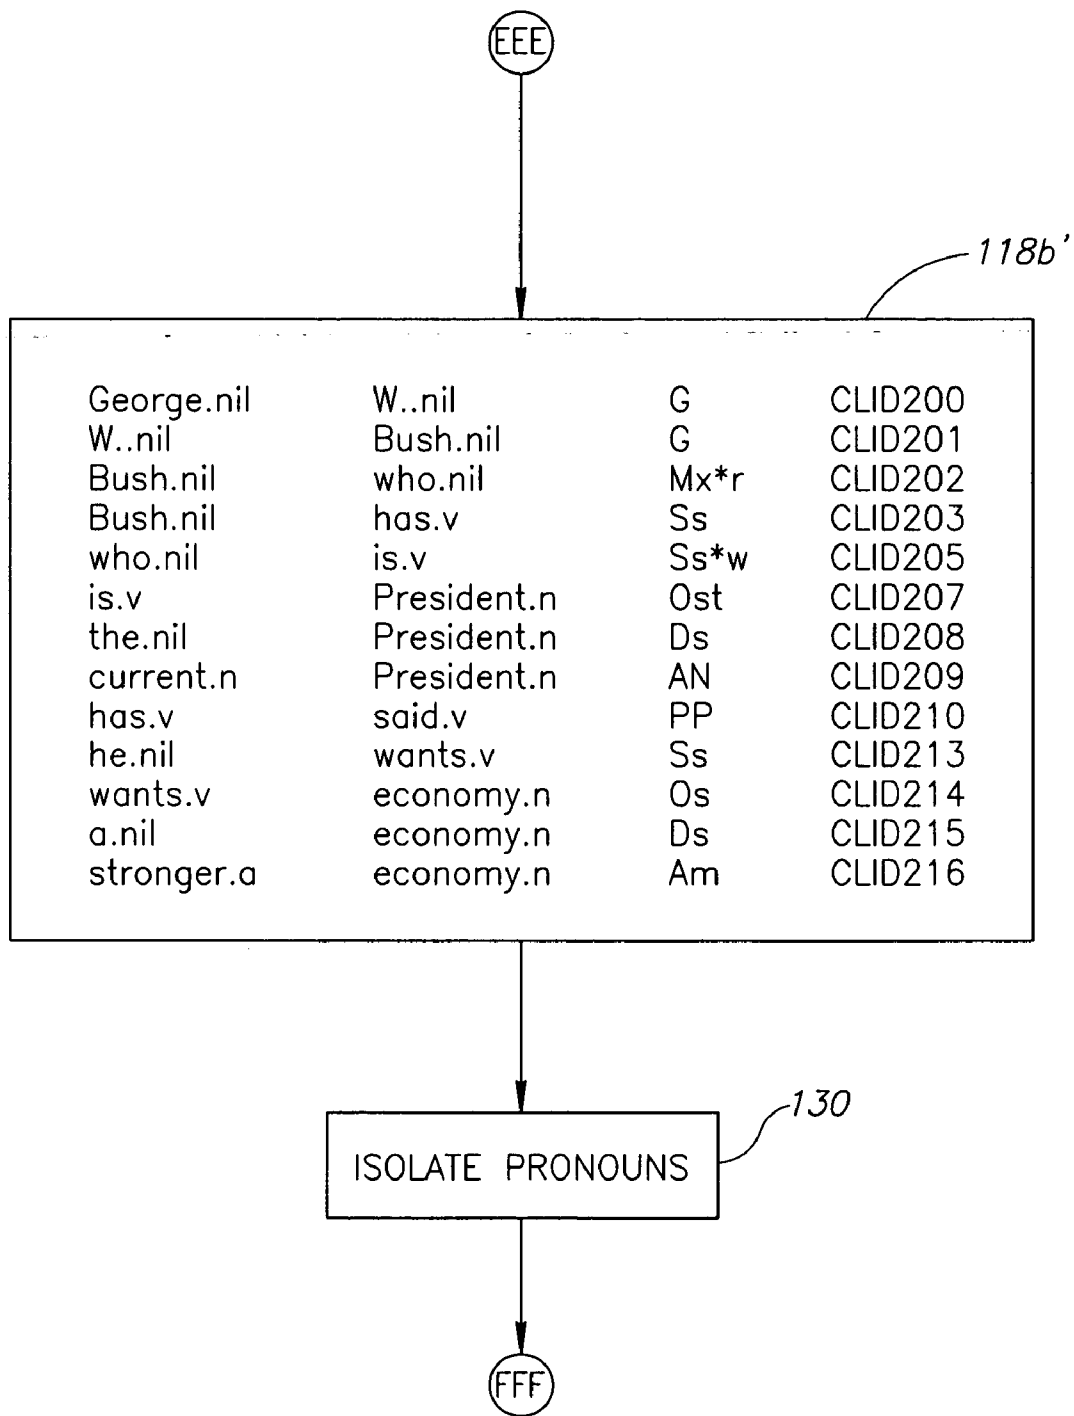 EEE
118b'
George.nil W..nil G CLID200
W..nil Bush.nil G CLID201
Bush.nil who.nil Mx*r CLID202
Bush.nil has.v Ss CLID203
who.nil is.v Ss*w CLID205
is.v President.n Ost CLID207
the.nil President.n Ds CLID208
current.n President.n AN CLID209
has.v said.v PP CLID210
he.nil wants.v Ss CLID213
wants.v economy.n Os CLID214
a.nil economy.n Ds CLID215
stronger.a economy.n Am CLID216
130
ISOLATE PRONOUNS
FFF